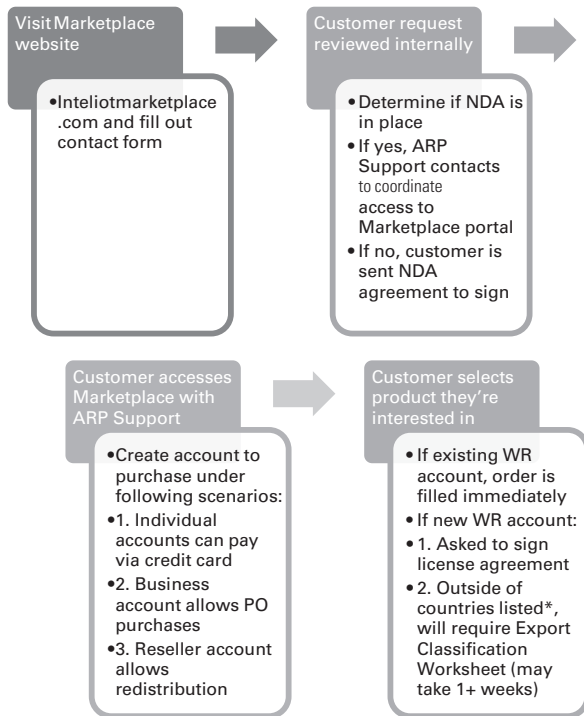 Visit Marketplace
website
•Inteliotmarketplace
.com and fill out
contact form
Customer request
reviewed internally
• Determine if NDA is
in place
• If yes, ARP
Support contacts
to coordinate
access to
Marketplace portal
• If no, customer is
sent NDA
agreement to sign
Customer accesses
Marketplace with
ARP Support
•Create account to
purchase under
following scenarios:
•1. Individual
accounts can pay
via credit card
•2. Business
account allows PO
purchases
•3. Reseller account
allows
redistribution
Customer selects
product they're
interested in
• If existing WR
account, order is
filled immediately
• If new WR account:
• 1. Asked to sign
license agreement
• 2. Outside of
countries listed*,
will require Export
Classification
Worksheet (may
take 1+ weeks)